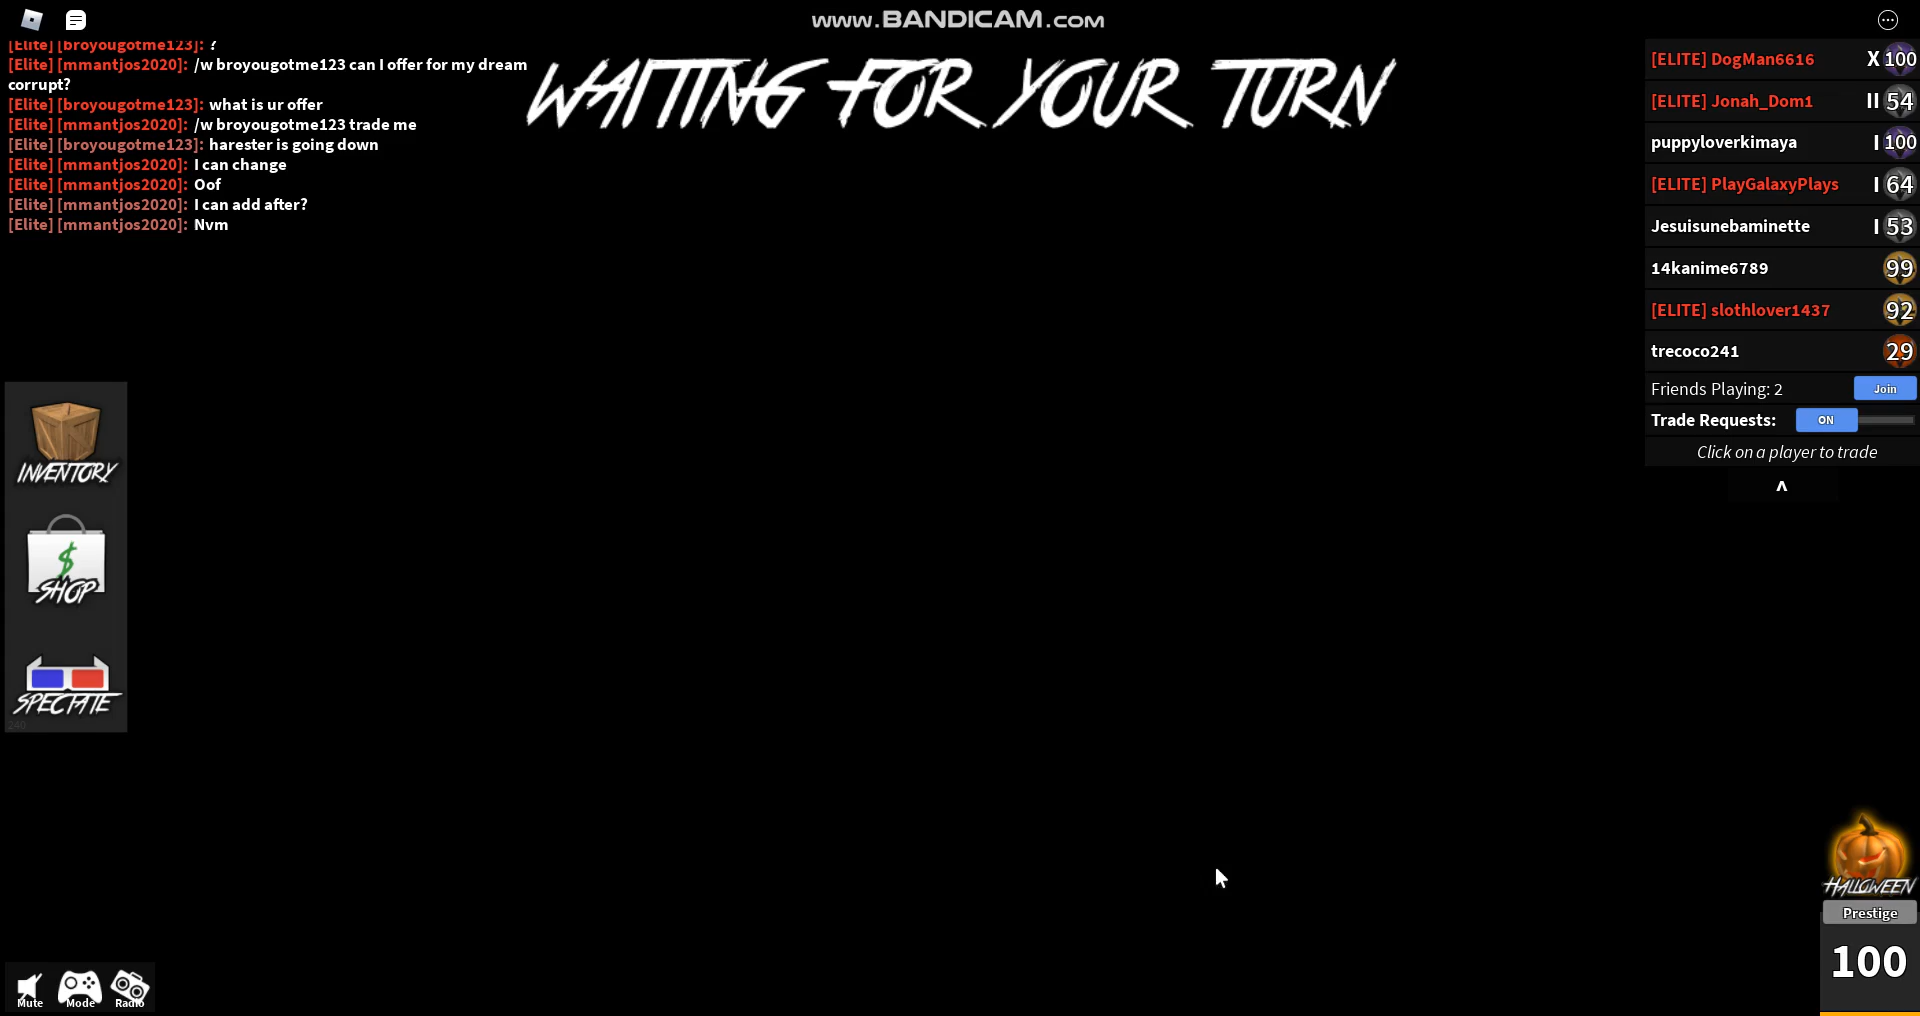 www.BANDICAM.com
[Elite] [broyougotme123]: ?
[Elite] [mmantjos2020]: /w broyougotme123 can I offer for my dream
corrupt?
[Elite] [broyougotme123]: what is ur offer
[Elite] [mmantjos2020]: /w broyougotme123 trade me
[Elite] [broyougotme123]: harester is going down
[Elite] [mmantjos2020]: I can change
[Elite] [mmantjos2020]: Oof
[Elite] [mmantjos2020]: I can add after?
[Elite] [mmantjos2020]: Nvm
WAITING FOR YOUR TURN
[ELITE] DogMan6616 X 100
[ELITE] Jonah_Dom1 II 54
puppyloverkimaya I 100
[ELITE] PlayGalaxyPlays I 64
Jesuisunebaminette I 53
14kanime6789 99
[ELITE] slothlover1437 92
trecoco241 29
Friends Playing: 2 Join
Trade Requests: ON
Click on a player to trade
^
INVENTORY
$
SHOP
SPECTATE
240
HALLOWEEN
Prestige
100
Mute Mode Radio